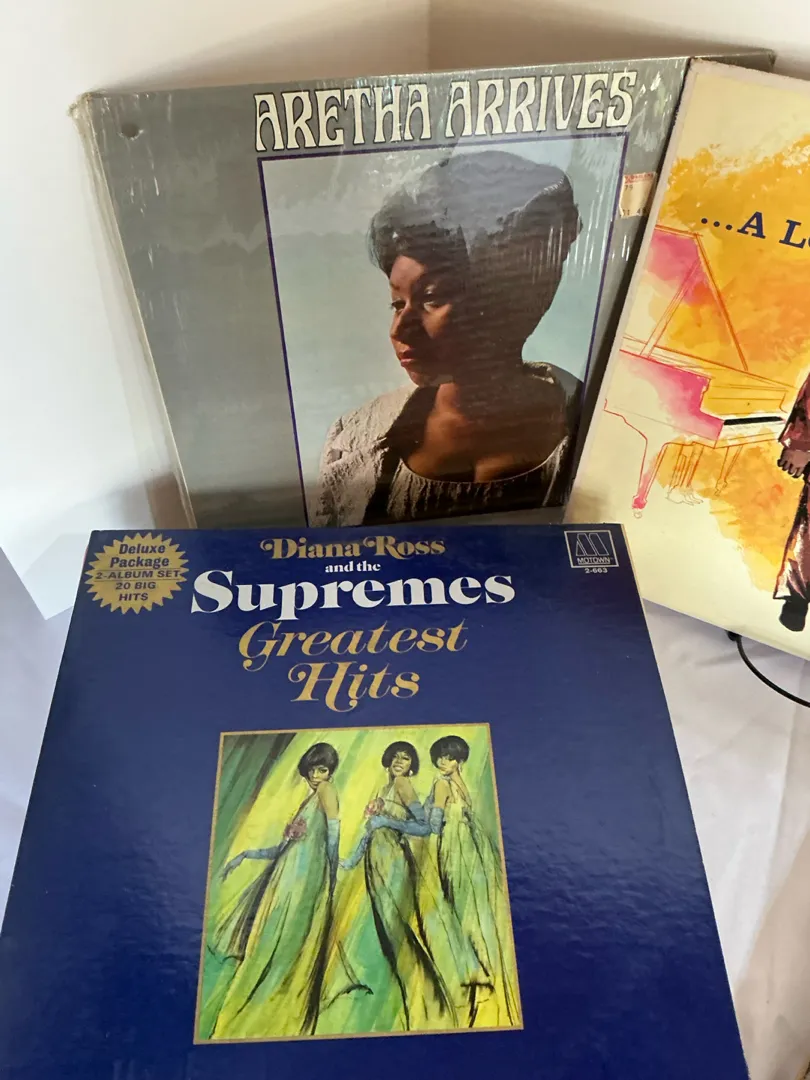 ARETHA ARRIVES
...A L
Deluxe
Package
2-ALBUM SET
20 BIG
HITS
Diana Ross
and the
Supremes
Greatest
Hits
MOTOWN
2-663